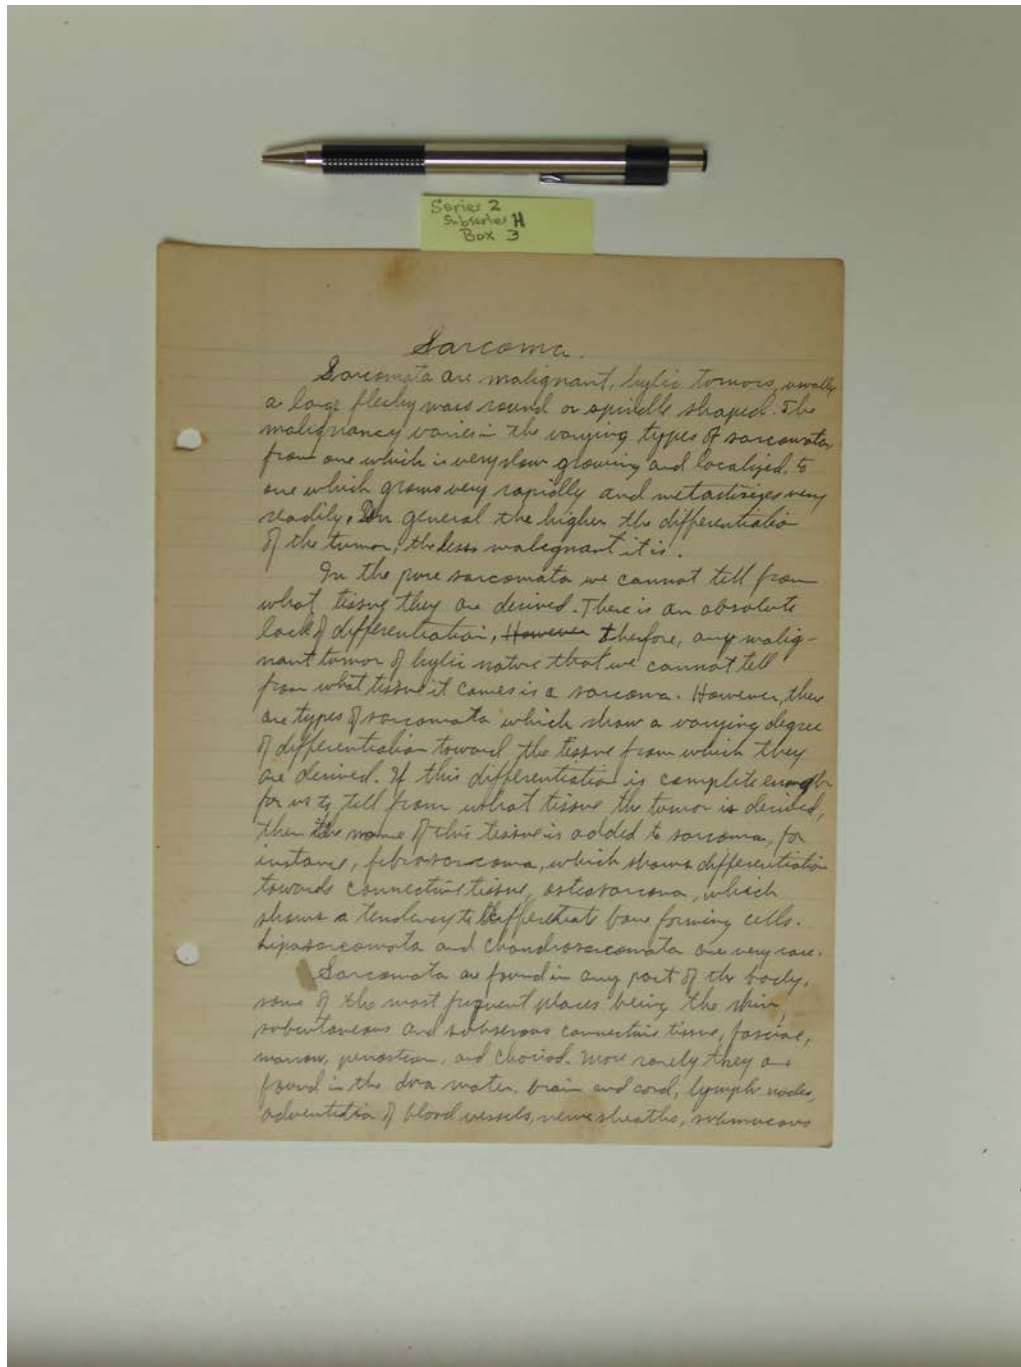 Series 2
Subseries H
Box 3
Sarcoma.
Sarcomata are malignant, hylic tumors, usually
a large fleshy mass round or spindle shaped. The
malignancy varies in the varying types of sarcomata
from one which is very slow growing and localized, to
one which grows very rapidly and metastisizes very
readily. In general the higher the differentiation
of the tumor, the less malignant it is.
In the pure sarcomata we cannot tell from
what tissue they are derived. There is an absolute
lack of differentiation, However therfore, any malig-
nant tumor of hylic nature that we cannot tell
from what tissue it comes is a sarcoma. However, there
are types of sarcomata which show a varying degree
of differentiation toward the tissue from which they
are derived. If this differentiation is complete enough
for us to tell from what tissue the tumor is derived,
then the name of this tissue is added to sarcoma, for
instance, fibrosarcoma, which shows differentiation
towards connective tissue, osteosarcoma, which
shows a tendency to differentiate bone forming cells.
Liposarcomata and chondrosarcomata are very rare.
Sarcomata are found in any part of the body,
some of the most frequent places being the skin,
subcutaneous and subserous connective tissue, fasciae,
marrow, periosteum, and choriod. More rarely they are
found in the dura mater, brain and cord, lymph nodes,
adventitia of blood vessels, nerve sheaths, submucous